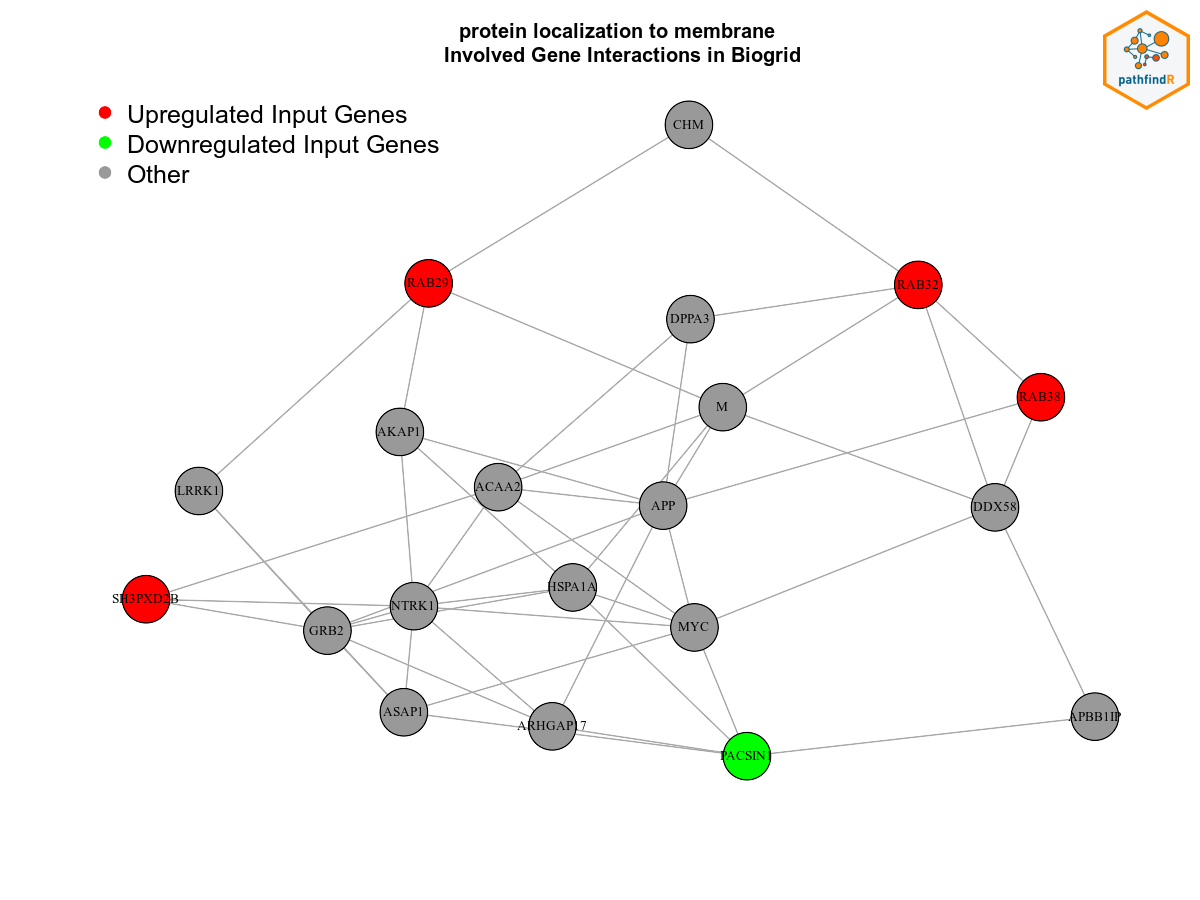 protein localization to membrane
Involved Gene Interactions in Biogrid
pathfindR
Upregulated Input Genes
Downregulated Input Genes
Other
CHM
RAB29
RAB32
DPPA3
RAB38
M
AKAP1
ACAA2
LRRK1
APP
DDX58
HSPA1A
SH3PXD2B
NTRK1
GRB2
MYC
ASAP1
ARHGAP17
APBB1IP
PACSIN1